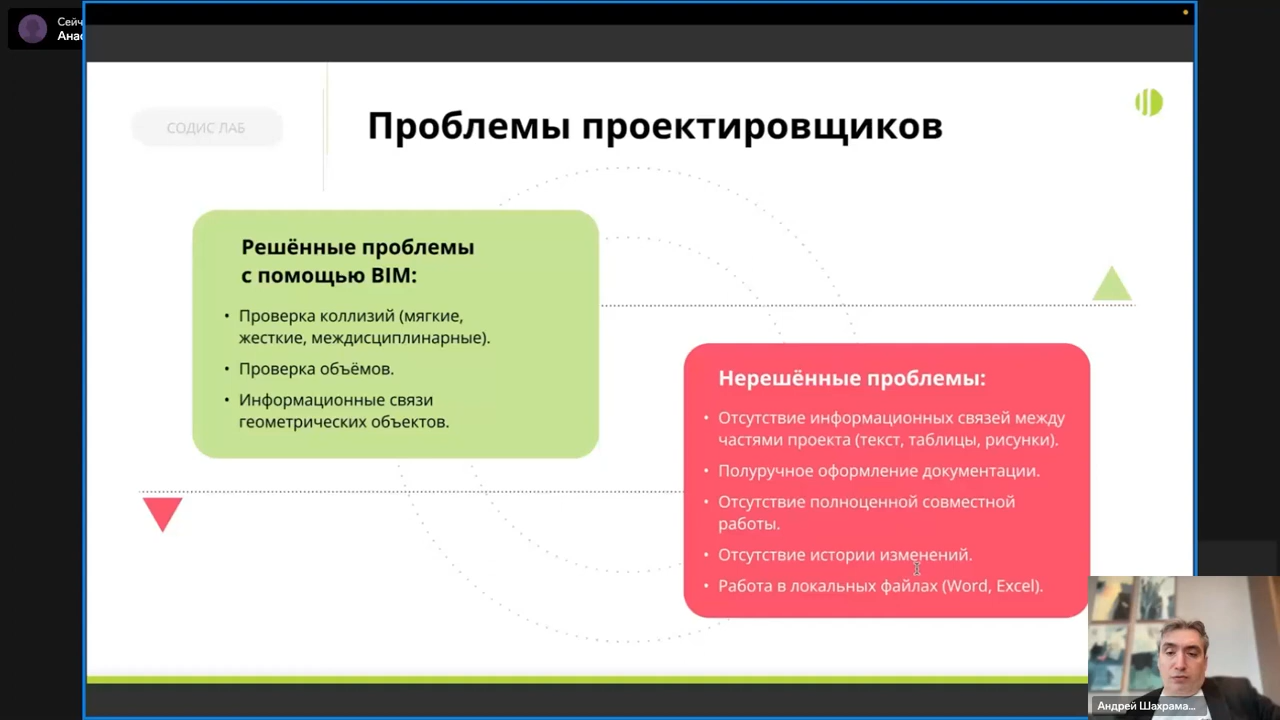 Сейч
Анас
СОДИС ЛАБ
Проблемы проектировщиков
Решённые проблемы
с помощью BIM:
• Проверка коллизий (мягкие,
жесткие, междисциплинарные).
• Проверка объёмов.
• Информационные связи
геометрических объектов.
Нерешённые проблемы:
• Отсутствие информационных связей между
частями проекта (текст, таблицы, рисунки).
• Полуручное оформление документации.
• Отсутствие полноценной совместной
работы.
• Отсутствие истории изменений.
• Работа в локальных файлах (Word, Excel).
Андрей Шахрама...